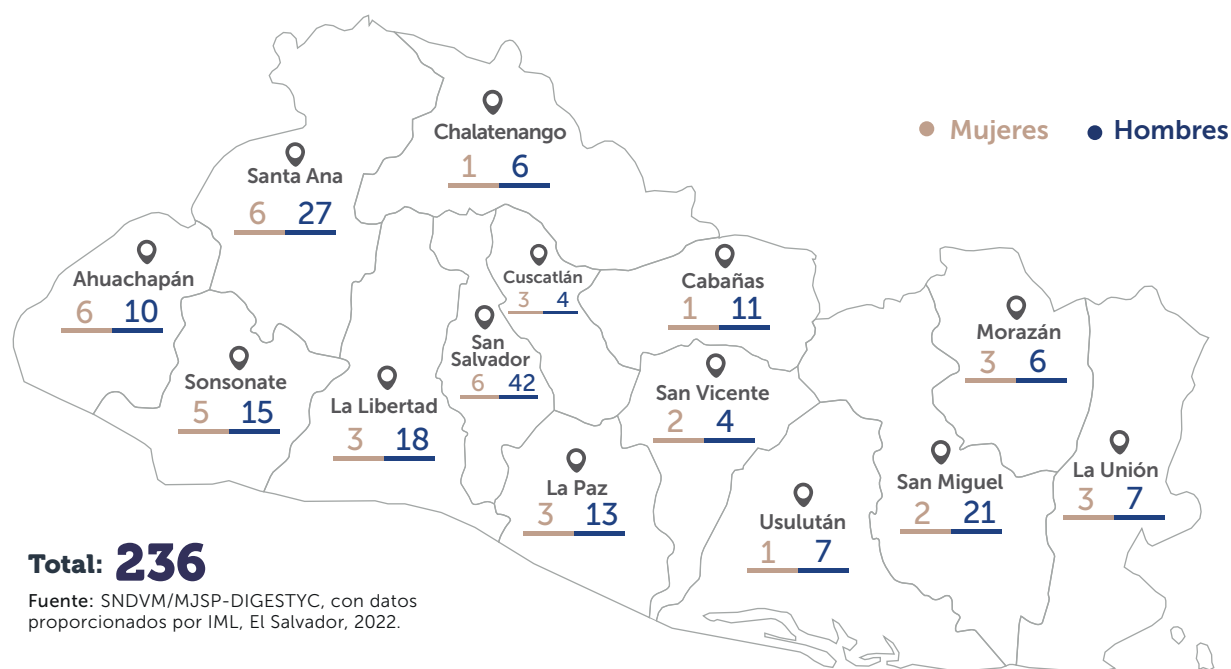 Mujeres Hombres
Chalatenango
1 6
Santa Ana
6 27
Ahuachapán
6 10
Cuscatlán
3 4
Cabañas
1 11
Morazán
3 6
San
Salvador
6 42
Sonsonate
5 15
La Libertad
3 18
San Vicente
2 4
La Paz
3 13
Usulután
1 7
San Miguel
2 21
La Unión
3 7
Total: 236
Fuente: SNDVM/MJSP-DIGESTYC, con datos
proporcionados por IML, El Salvador, 2022.